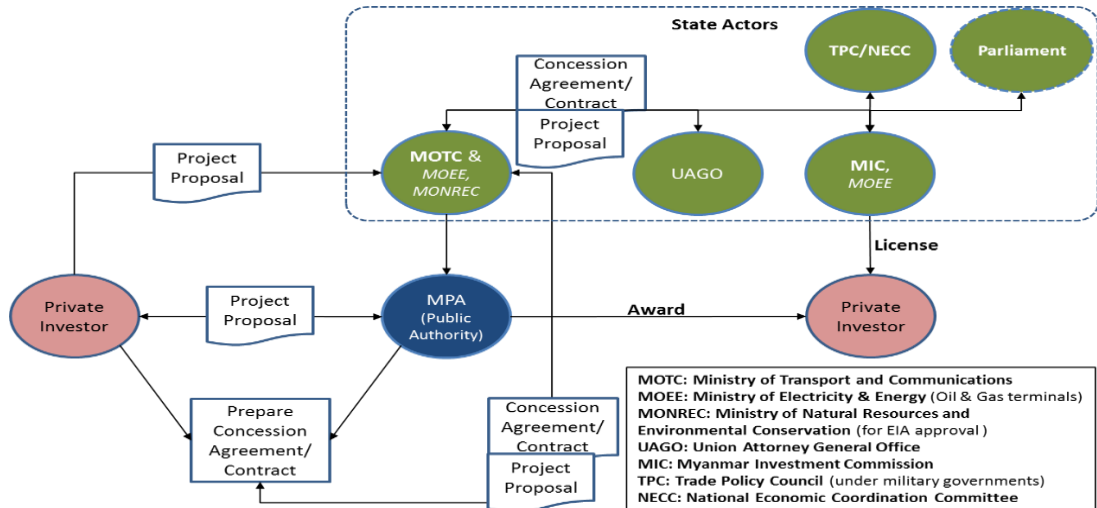 State Actors
TPC/NECC
Parliament
Concession
Agreement/
Contract
Project
Proposal
MOTC &
MOEE,
MONREC
UAGO
MIC,
MOEE
Project
Proposal
License
Private
Investor
Project
Proposal
MPA
(Public
Authority)
Award
Private
Investor
Prepare
Concession
Agreement/
Contract
Concession
Agreement/
Contract
Project
Proposal
MOTC: Ministry of Transport and Communications
MOEE: Ministry of Electricity & Energy (Oil & Gas terminals)
MONREC: Ministry of Natural Resources and
Environmental Conservation (for EIA approval )
UAGO: Union Attorney General Office
MIC: Myanmar Investment Commission
TPC: Trade Policy Council (under military governments)
NECC: National Economic Coordination Committee